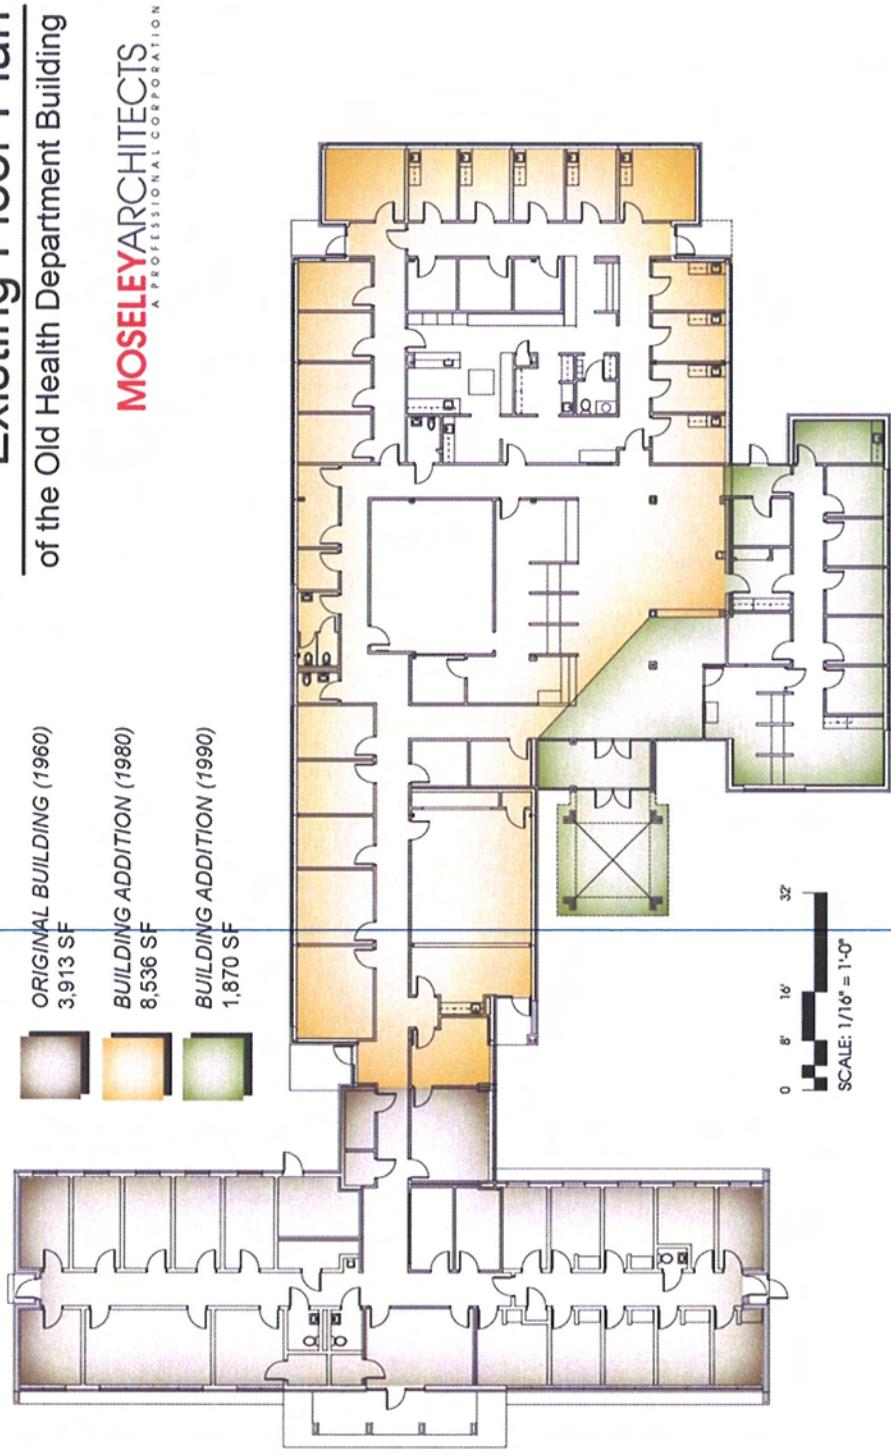 Existing Floor Plan
of the Old Health Department Building
MOSELEYARCHITECTS
A PROFESSIONAL CORPORATION
ORIGINAL BUILDING (1960)
3,913 SF
BUILDING ADDITION (1980)
8,536 SF
BUILDING ADDITION (1990)
1,870 SF
0 8' 16' 32'
SCALE: 1/16" = 1'-0"